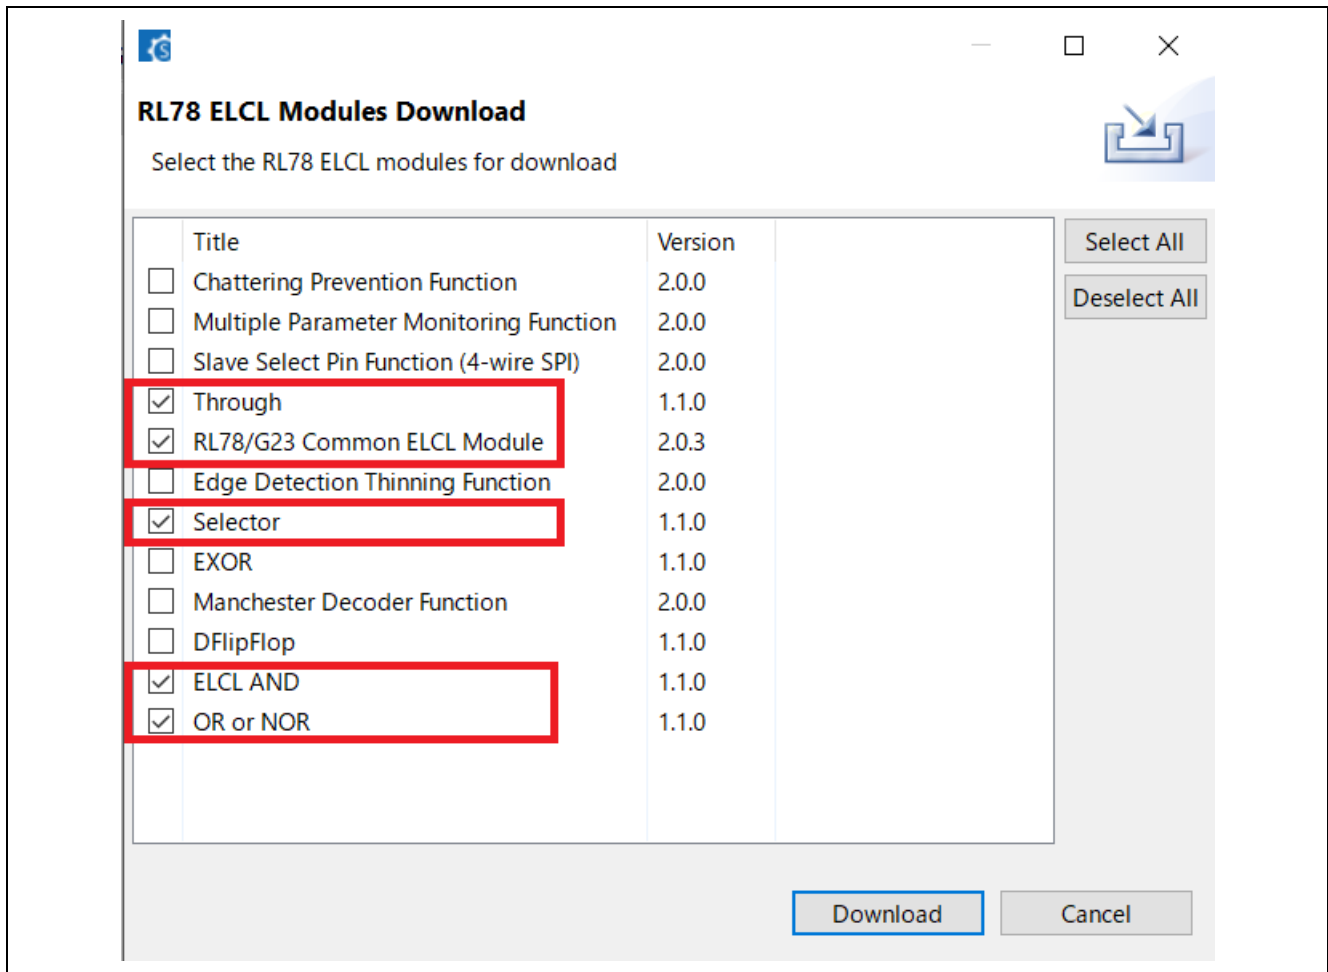 RL78 ELCL Modules Download
Select the RL78 ELCL modules for download
Title Version
Select All
Chattering Prevention Function 2.0.0
Deselect All
Multiple Parameter Monitoring Function 2.0.0
Slave Select Pin Function (4-wire SPI) 2.0.0
Through 1.1.0
RL78/G23 Common ELCL Module 2.0.3
Edge Detection Thinning Function 2.0.0
Selector 1.1.0
EXOR 1.1.0
Manchester Decoder Function 2.0.0
DFlipFlop 1.1.0
ELCL AND 1.1.0
OR or NOR 1.1.0
Download Cancel